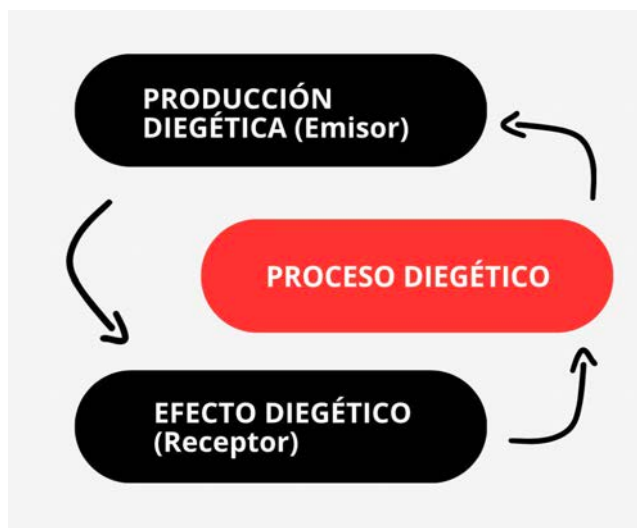 PRODUCCIÓN
DIEGÉTICA (Emisor)
PROCESO DIEGÉTICO
EFECTO DIEGÉTICO
(Receptor)